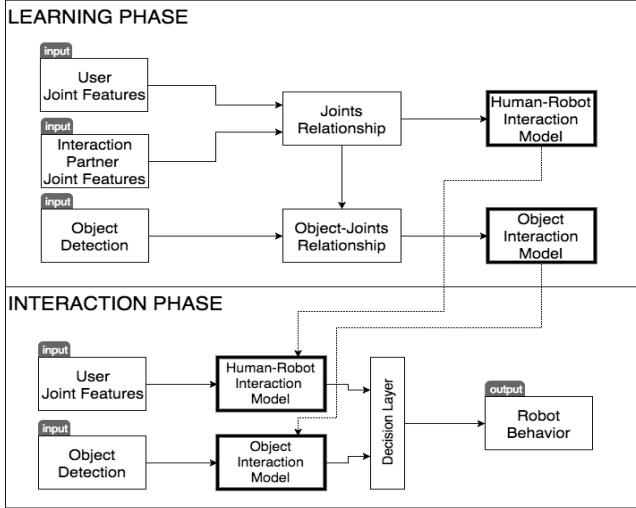 LEARNING PHASE
input
User
Joint Features
input
Interaction
Partner
Joint Features
input
Object
Detection
Joints
Relationship
Object-Joints
Relationship
Human-Robot
Interaction
Model
Object
Interaction
Model
INTERACTION PHASE
input
User
Joint Features
input
Object
Detection
Human-Robot
Interaction
Model
Object
Interaction
Model
Decision Layer
output
Robot
Behavior